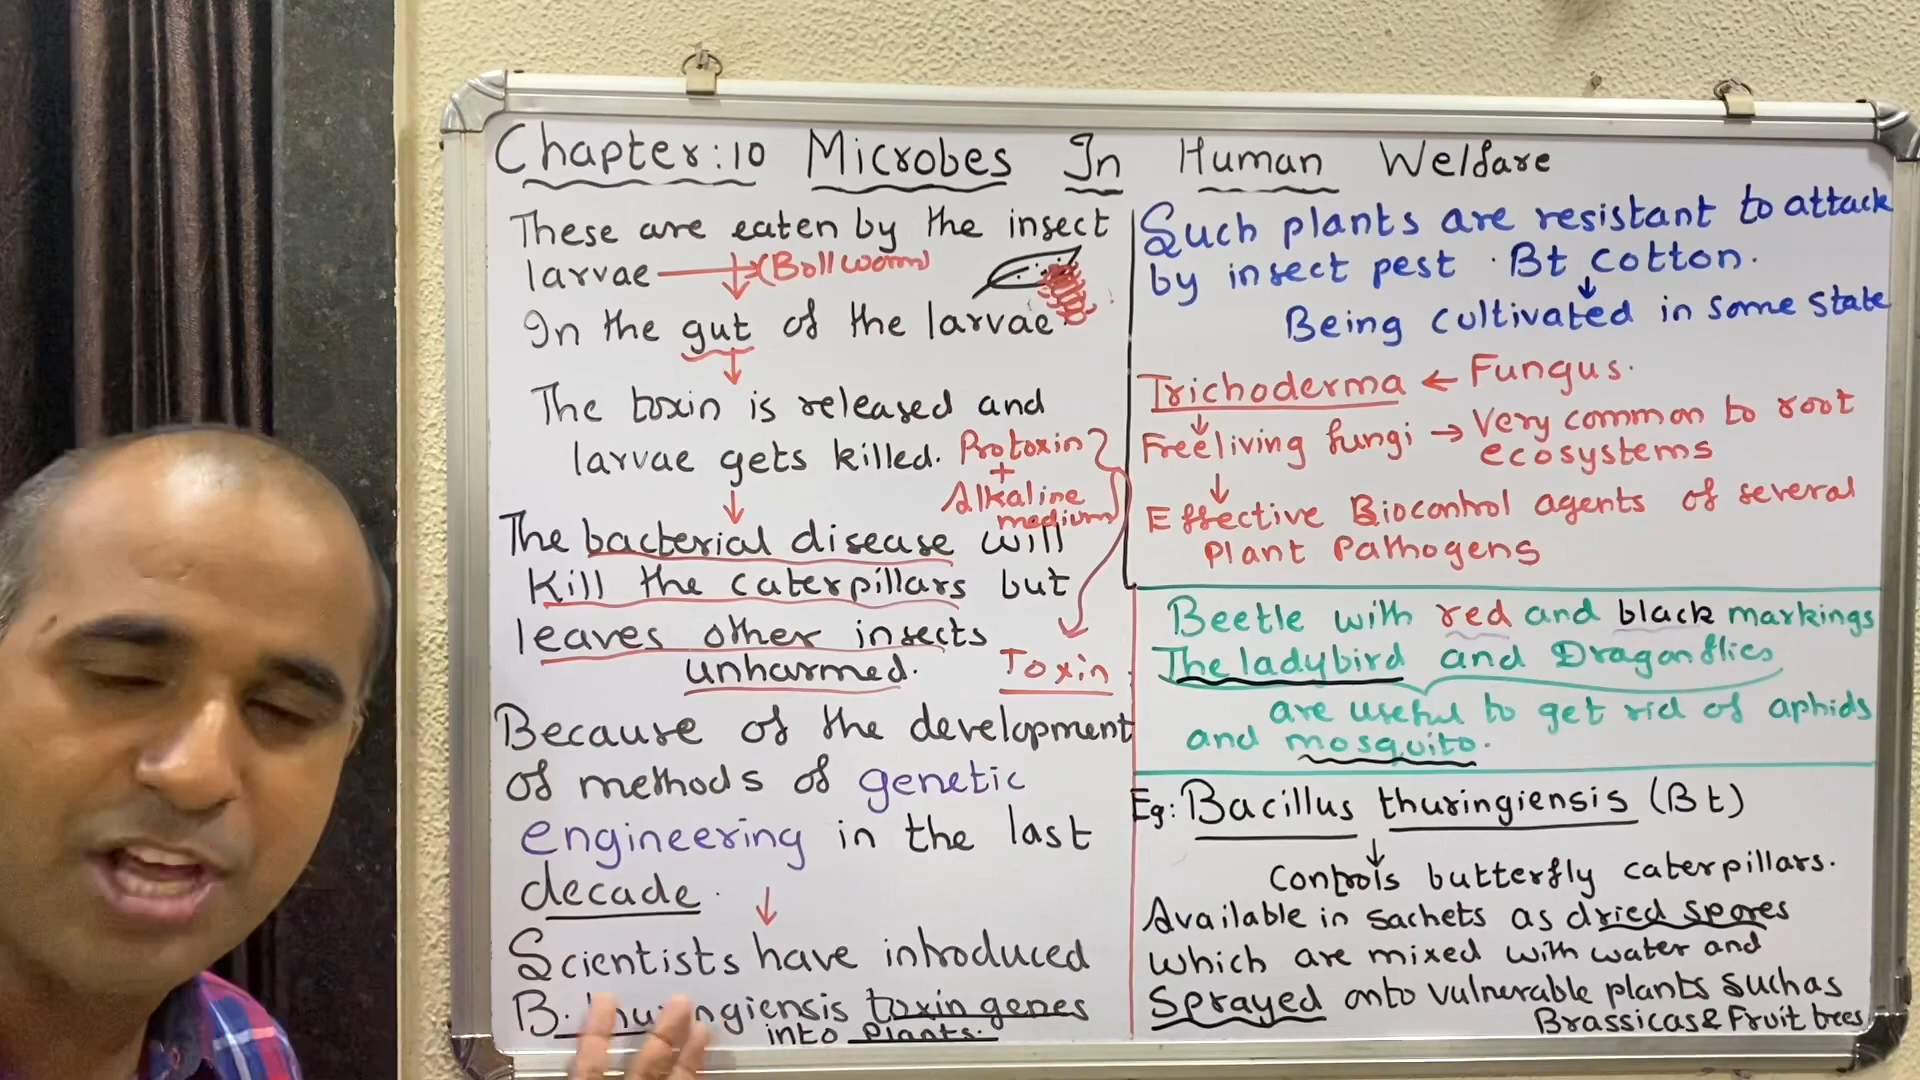 Chapter:10 Microbes In Human Welfare
These are eaten by the insect
larvae → (Bollworm)
In the gut of the larvae
The toxin is released and
larvae gets killed.
Protoxin
+
Alkaline
medium
Toxin
The bacterial disease will
kill the caterpillars but
leaves other insects
unharmed.
Because of the development
of methods of genetic
engineering in the last
decade.
Scientists have introduced
B. thuringiensis toxin genes
into plants.
Such plants are resistant to attack
by insect pest. Bt cotton.
Being cultivated in some state
Trichoderma ← Fungus.
Freeliving fungi → Very common to root
ecosystems
Effective Biocontrol agents of several
Plant Pathogens
Beetle with red and black markings
The ladybird and Dragonflies
are useful to get rid of aphids
and mosquito.
Eg: Bacillus thuringiensis (Bt)
Controls butterfly caterpillars.
Available in sachets as dried spores
which are mixed with water and
Sprayed onto vulnerable plants such as
Brassicas & Fruit trees